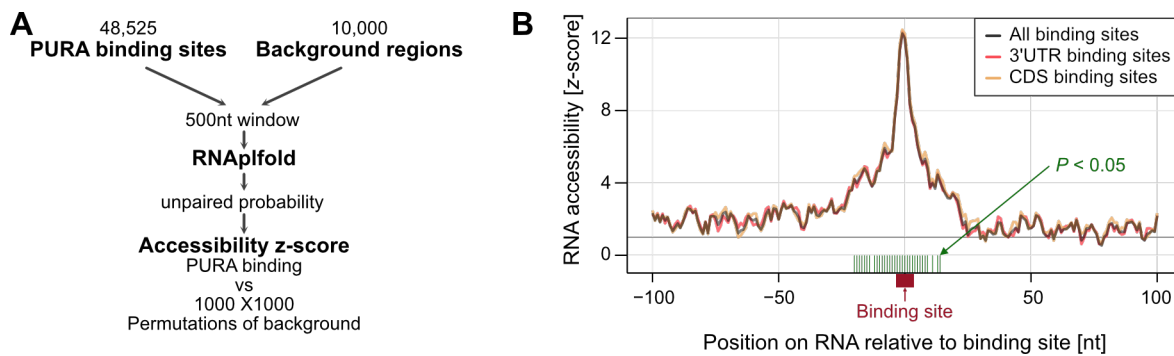 A
48,525
PURA binding sites
10,000
Background regions
500nt window
RNAplfold
unpaired probability
Accessibility z-score
PURA binding
vs
1000 X1000
Permutations of background
B
RNA accessibility [z-score]
12
8
4
0
All binding sites
3'UTR binding sites
CDS binding sites
P < 0.05
−100
−50
50
100
Binding site
Position on RNA relative to binding site [nt]